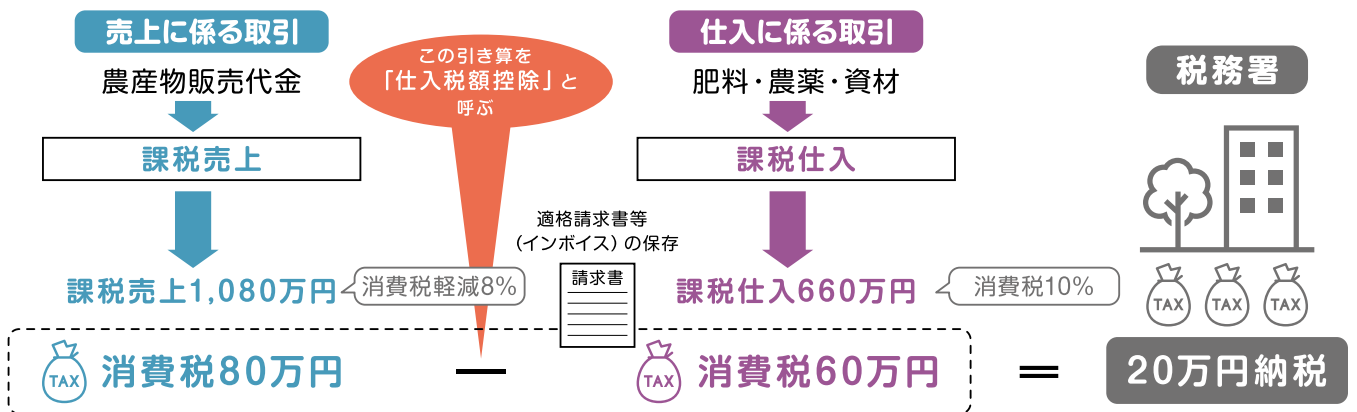 売上に係る取引
農産物販売代金
課税売上
課税売上1,080万円
消費税軽減8%
TAX
消費税80万円
この引き算を
「仕入税額控除」と
呼ぶ
ー
適格請求書等
（インボイス）の保存
請求書
仕入に係る取引
肥料・農薬・資材
課税仕入
課税仕入660万円
消費税10%
TAX
消費税60万円
＝
税務署
TAX
TAX
TAX
20万円納税